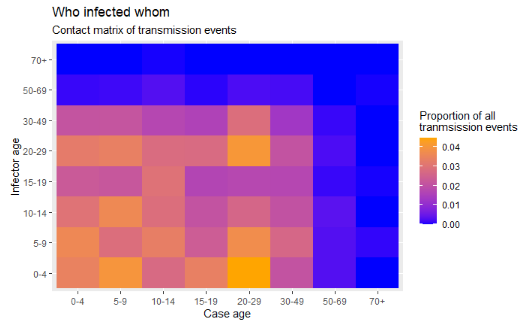 Who infected whom
Contact matrix of transmission events
70+
50-69
30-49
20-29
15-19
10-14
5-9
0-4
Infector age
0-4 5-9 10-14 15-19 20-29 30-49 50-69 70+
Case age
Proportion of all
tranmsission events
0.04
0.03
0.02
0.01
0.00